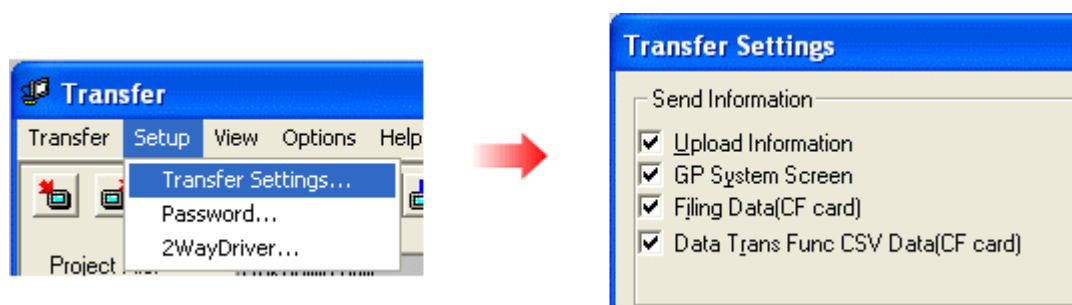 Transfer
Transfer Setup View Options Help
Transfer Settings...
Password...
2WayDriver...
Project
Transfer Settings
Send Information
Upload Information
GP System Screen
Filing Data(CF card)
Data Trans Func CSV Data(CF card)